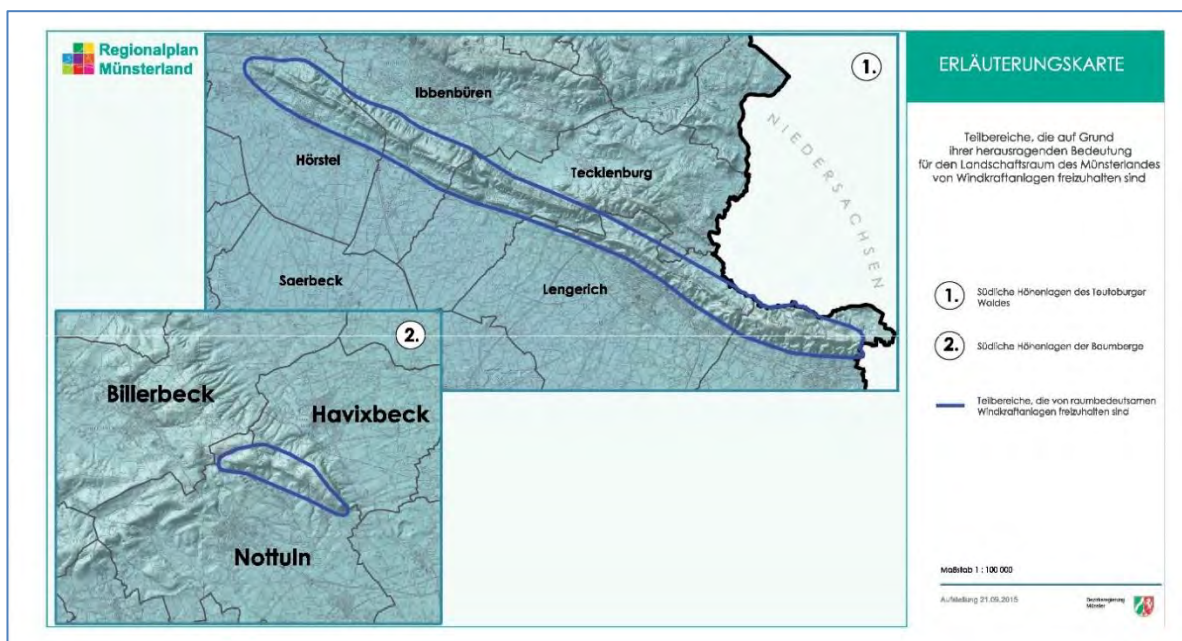 Regionalplan
Münsterland
1.
Ibbenbüren
Hörstel
Tecklenburg
NIEDERSACHSEN
Saerbeck
Lengerich
2.
Billerbeck
Havixbeck
Nottuln
ERLÄUTERUNGSKARTE
Teilbereiche, die auf Grund
ihrer herausragenden Bedeutung
für den Landschaftsraum des Münsterlandes
von Windkraftanlagen freizuhalten sind
1. Südliche Höhenlagen des Teutoburger
Waldes
2. Südliche Höhenlagen der Baumberge
Teilbereiche, die von raumbedeutsamen
Windkraftanlagen freizuhalten sind
Maßstab 1 : 100 000
Aufstellung 21.09.2015
Bezirksregierung
Münster